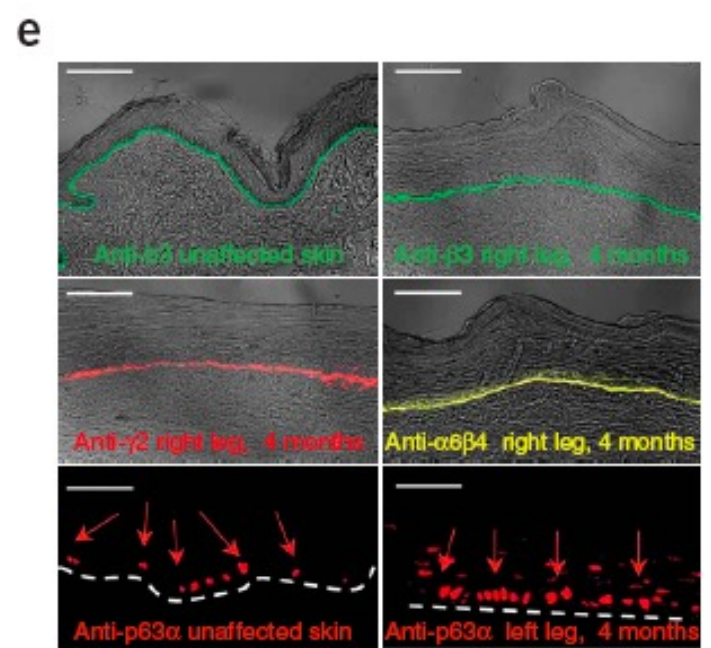 e
Anti-b3 unaffected skin
Anti-β3 right leg, 4 months
Anti-γ2 right leg, 4 months
Anti-α6β4 right leg, 4 months
Anti-p63α unaffected skin
Anti-p63α left leg, 4 months